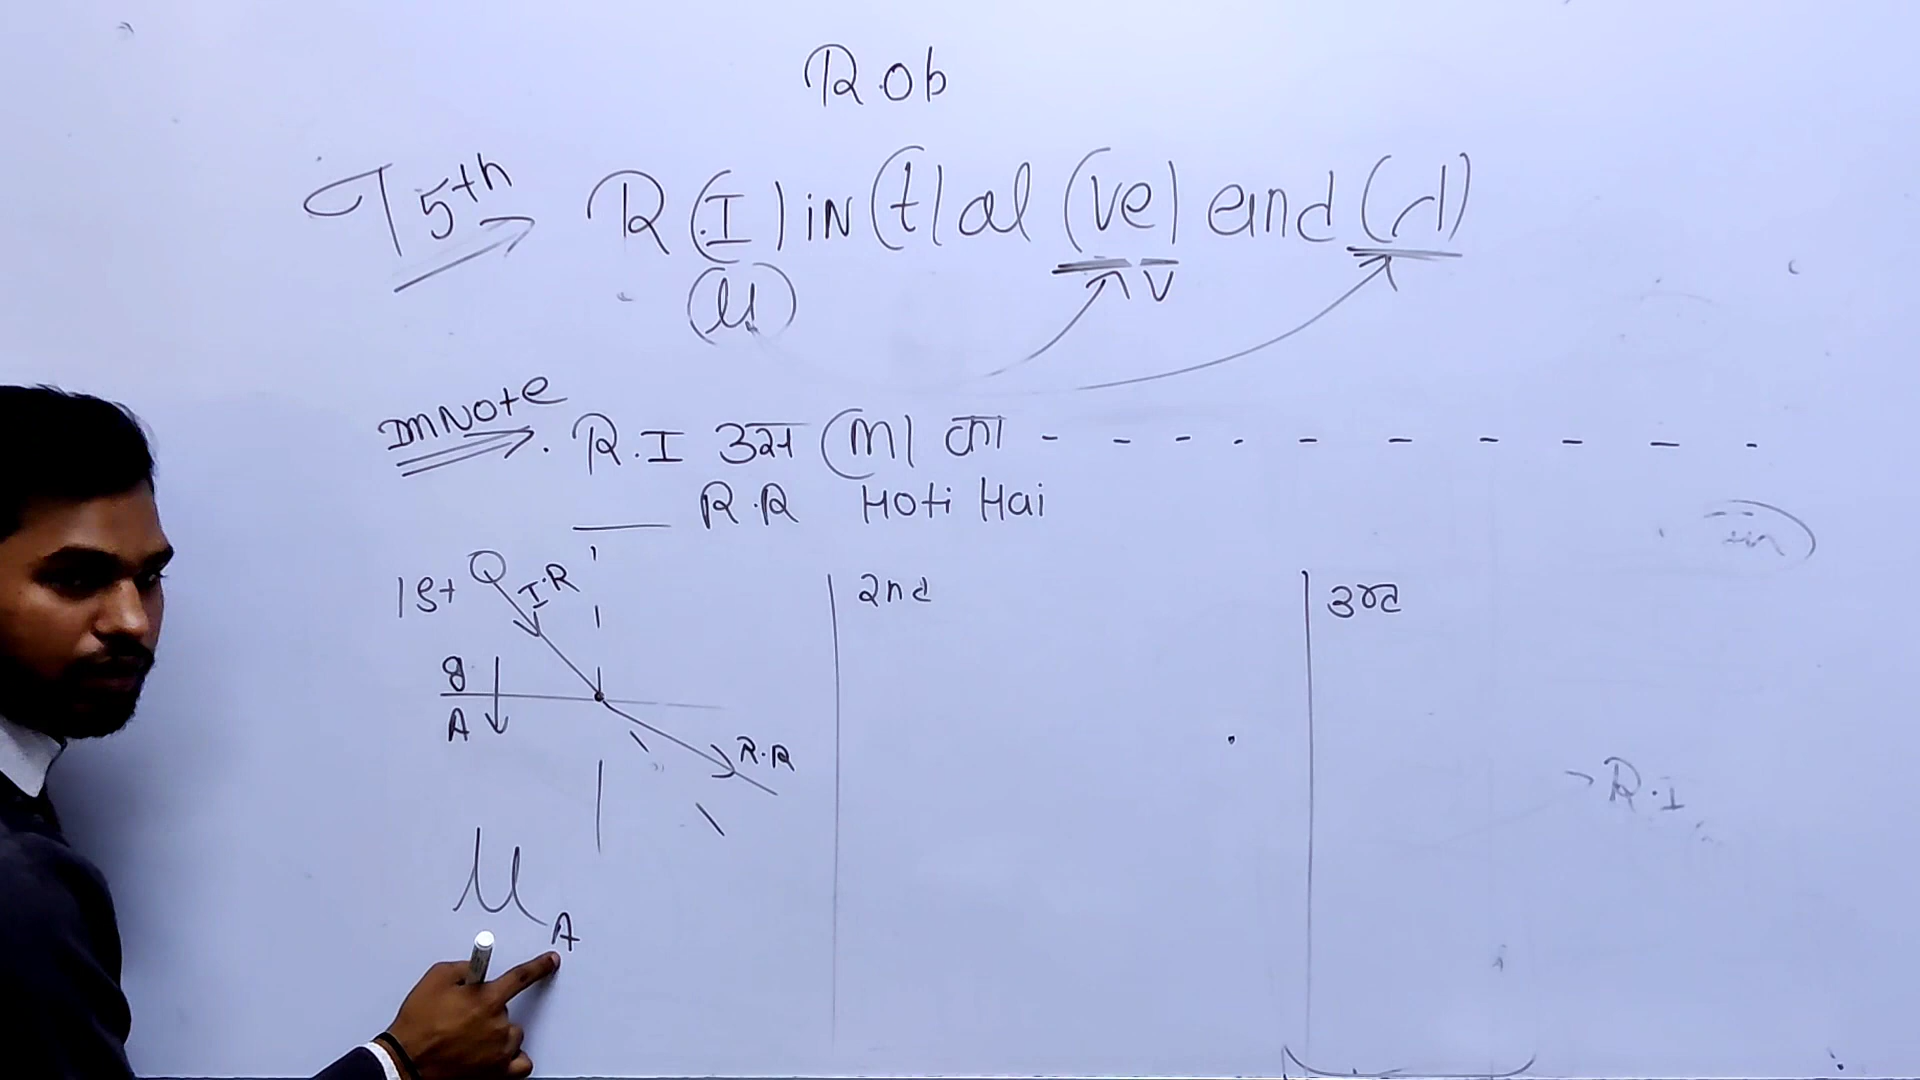 R.Ob
5th R(I) in (t) al (ve) and (d)
(μ) V
ImNote . R.I उस (m) का - - - - - - - - - -
R.R Hoti Hai
1st I.R 2nd 3rd
g
A
R.R
R.I
μA